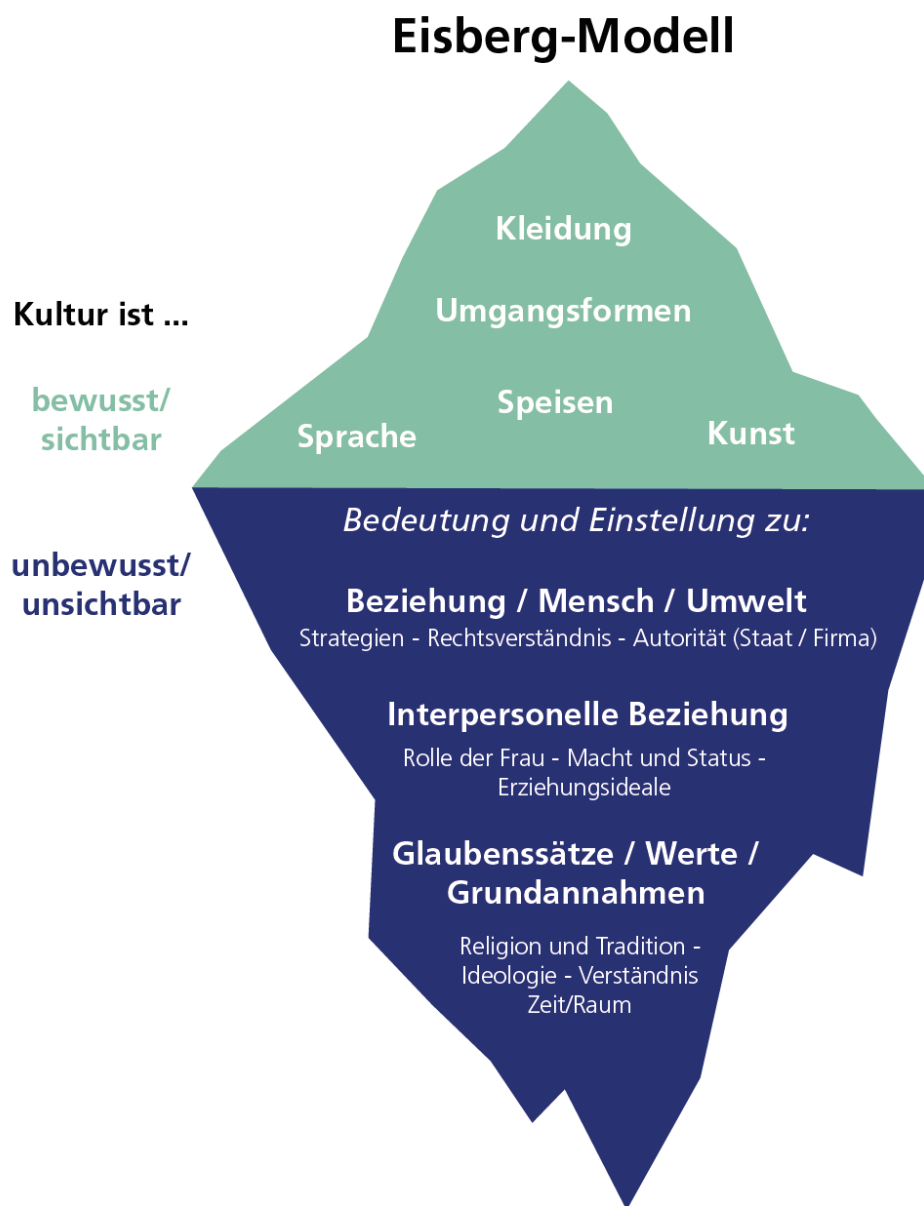 Eisberg-Modell
Kleidung
Kultur ist ...
Umgangsformen
bewusst/
sichtbar
Speisen
Sprache
Kunst
Bedeutung und Einstellung zu:
unbewusst/
unsichtbar
Beziehung / Mensch / Umwelt
Strategien - Rechtsverständnis - Autorität (Staat / Firma)
Interpersonelle Beziehung
Rolle der Frau - Macht und Status -
Erziehungsideale
Glaubenssätze / Werte /
Grundannahmen
Religion und Tradition -
Ideologie - Verständnis
Zeit/Raum